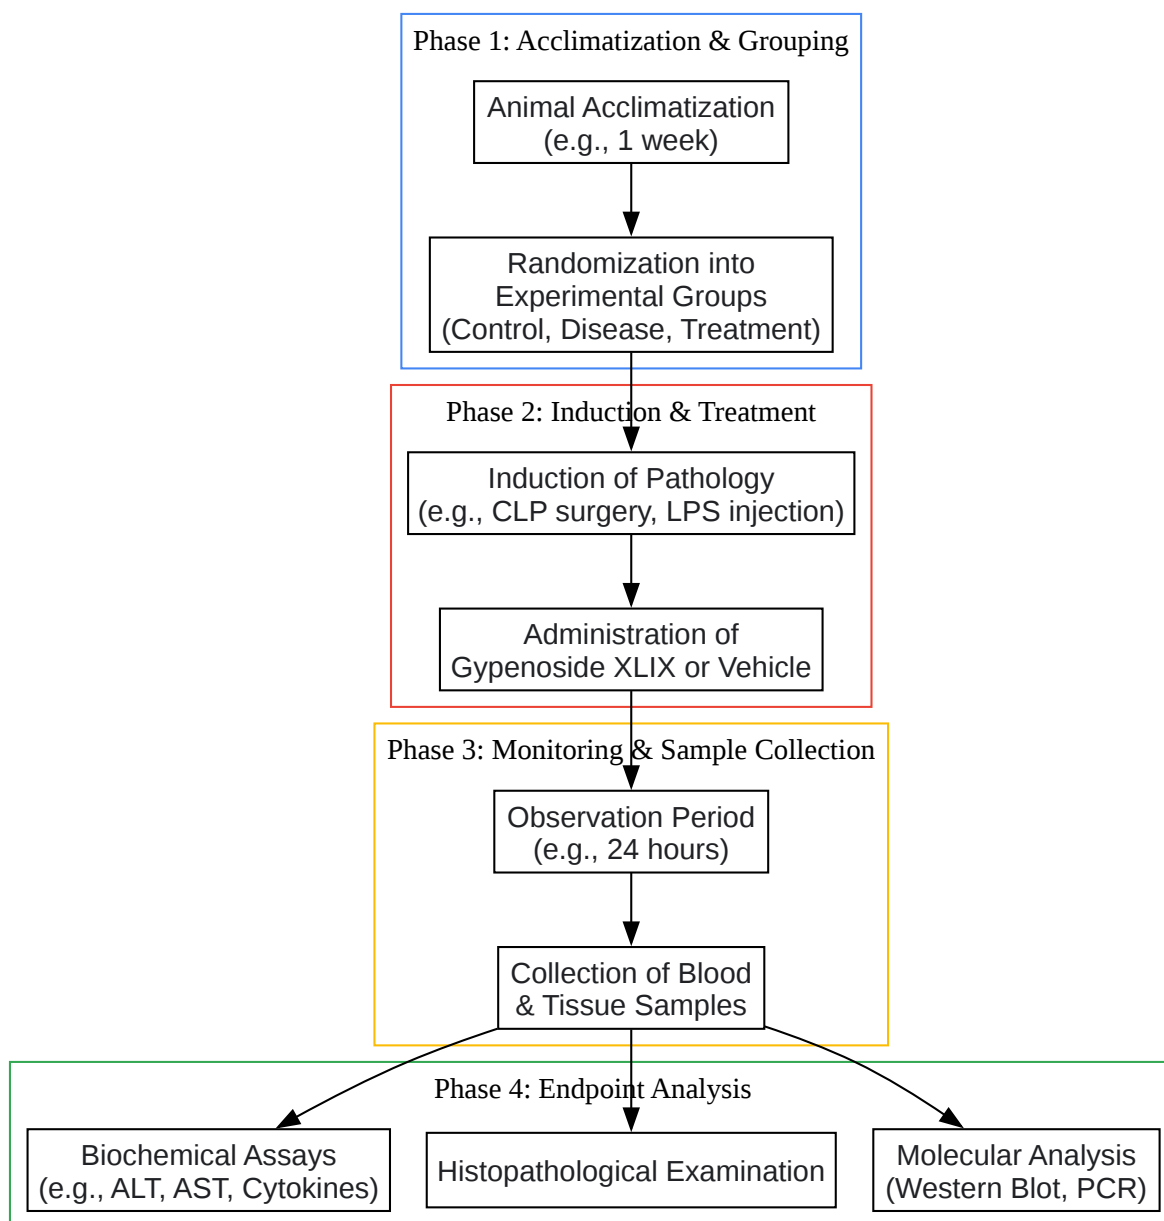 Phase 1: Acclimatization & Grouping
Animal Acclimatization
(e.g., 1 week)
Randomization into
Experimental Groups
(Control, Disease, Treatment)
Phase 2: Induction & Treatment
Induction of Pathology
(e.g., CLP surgery, LPS injection)
Administration of
Gypenoside XLIX or Vehicle
Phase 3: Monitoring & Sample Collection
Observation Period
(e.g., 24 hours)
Collection of Blood
& Tissue Samples
Phase 4: Endpoint Analysis
Biochemical Assays
(e.g., ALT, AST, Cytokines)
Histopathological Examination
Molecular Analysis
(Western Blot, PCR)